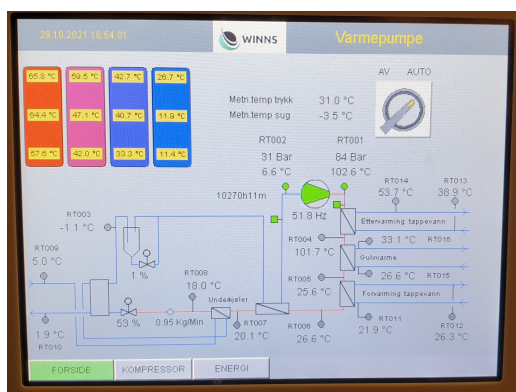 29.10.2021 16:54:01
WINNS
Varmepumpe
65.8 °C 59.5 °C 42.7 °C 26.7 °C
64.4 °C 47.1 °C 40.7 °C 11.9 °C
57.6 °C 42.0 °C 33.3 °C 11.4 °C
AV AUTO
Metn.temp trykk 31.0 °C
Metn.temp sug -3.5 °C
RT002 RT001
31 Bar 84 Bar
6.6 °C 102.6 °C
RT014 RT013
53.7 °C 38.9 °C
10270h11m
51.8 Hz
Ettervarming tappevann
RT003
-1.1 °C
RT004
101.7 °C
33.1 °C RT016
Gulvvarme
RT009
5.0 °C
1 %
RT008
18.0 °C
RT005
25.6 °C
26.6 °C RT015
Underkjøler
Forvarming tappevann
53 % 0.95 Kg/Min
RT007
20.1 °C
RT006
26.6 °C
RT011
21.9 °C
RT012
26.3 °C
1.9 °C
RT010
FORSIDE KOMPRESSOR ENERGI